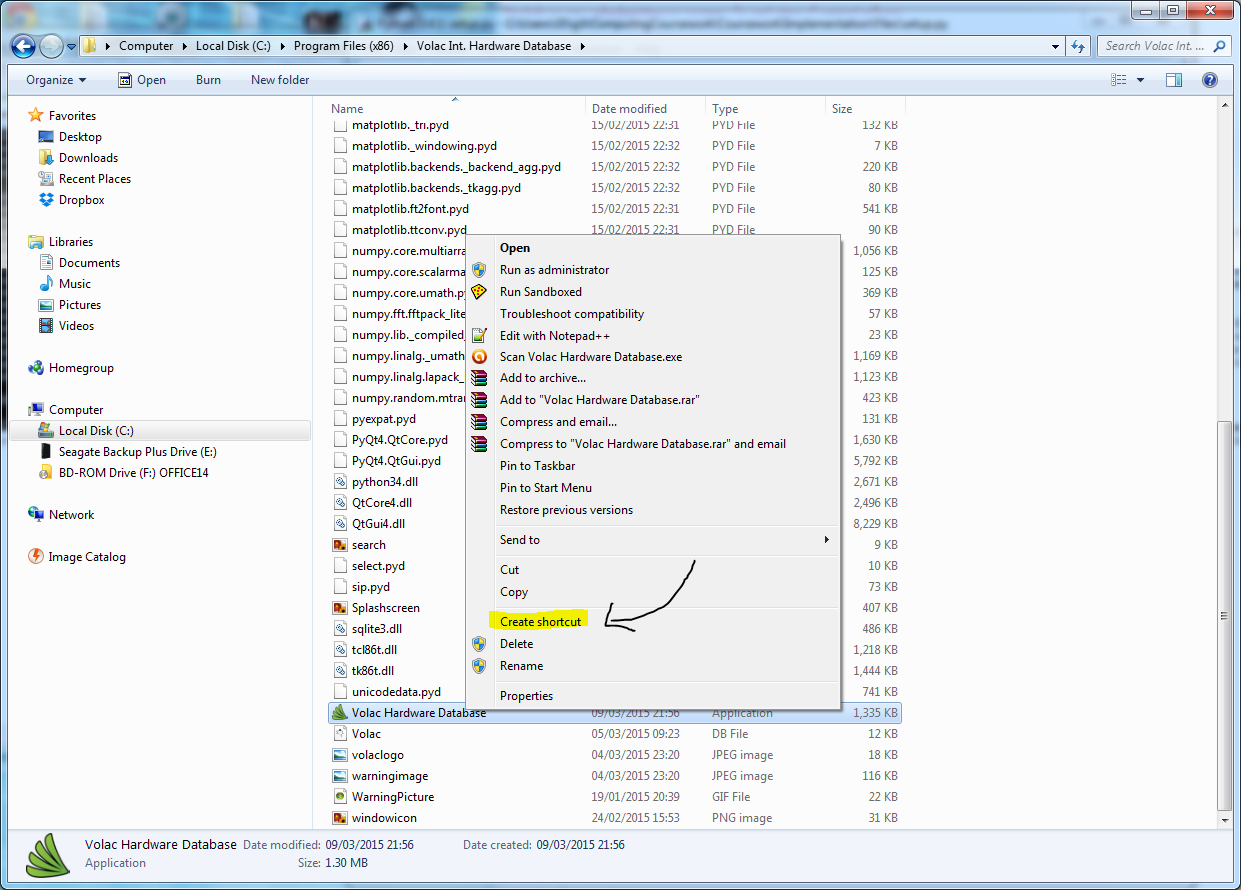 Computer ▸ Local Disk (C:) ▸ Program Files (x86) ▸ Volac Int. Hardware Database ▸
Search Volac Int. ...
Organize Open Burn New folder
Favorites
Desktop
Downloads
Recent Places
Dropbox
Libraries
Documents
Music
Pictures
Videos
Homegroup
Computer
Local Disk (C:)
Seagate Backup Plus Drive (E:)
BD-ROM Drive (F:) OFFICE14
Network
Image Catalog
Name Date modified Type Size
matplotlib._tri.pyd 15/02/2015 22:31 PYD File 132 KB
matplotlib._windowing.pyd 15/02/2015 22:32 PYD File 7 KB
matplotlib.backends._backend_agg.pyd 15/02/2015 22:32 PYD File 220 KB
matplotlib.backends._tkagg.pyd 15/02/2015 22:32 PYD File 80 KB
matplotlib.ft2font.pyd 15/02/2015 22:31 PYD File 541 KB
matplotlib.ttconv.pyd 15/02/2015 22:31 PYD File 90 KB
numpy.core.multiarra 1,056 KB
numpy.core.scalarma 125 KB
numpy.core.umath.py 369 KB
numpy.fft.fftpack_lite 57 KB
numpy.lib._compiled_ 23 KB
numpy.linalg._umath 1,169 KB
numpy.linalg.lapack_ 1,123 KB
numpy.random.mtran 423 KB
pyexpat.pyd 131 KB
PyQt4.QtCore.pyd 1,630 KB
PyQt4.QtGui.pyd 5,792 KB
python34.dll 2,671 KB
QtCore4.dll 2,496 KB
QtGui4.dll 8,229 KB
search 9 KB
select.pyd 10 KB
sip.pyd 73 KB
Splashscreen 407 KB
sqlite3.dll 486 KB
tcl86t.dll 1,218 KB
tk86t.dll 1,444 KB
unicodedata.pyd 741 KB
Volac Hardware Database 09/03/2015 21:56 Application 1,335 KB
Volac 05/03/2015 09:23 DB File 12 KB
volaclogo 04/03/2015 23:20 JPEG image 18 KB
warningimage 04/03/2015 23:20 JPEG image 116 KB
WarningPicture 19/01/2015 20:39 GIF File 22 KB
windowicon 24/02/2015 15:53 PNG image 31 KB
Open
Run as administrator
Run Sandboxed
Troubleshoot compatibility
Edit with Notepad++
Scan Volac Hardware Database.exe
Add to archive...
Add to "Volac Hardware Database.rar"
Compress and email...
Compress to "Volac Hardware Database.rar" and email
Pin to Taskbar
Pin to Start Menu
Restore previous versions
Send to
Cut
Copy
Create shortcut
Delete
Rename
Properties
Volac Hardware Database Date modified: 09/03/2015 21:56 Date created: 09/03/2015 21:56
Application Size: 1.30 MB